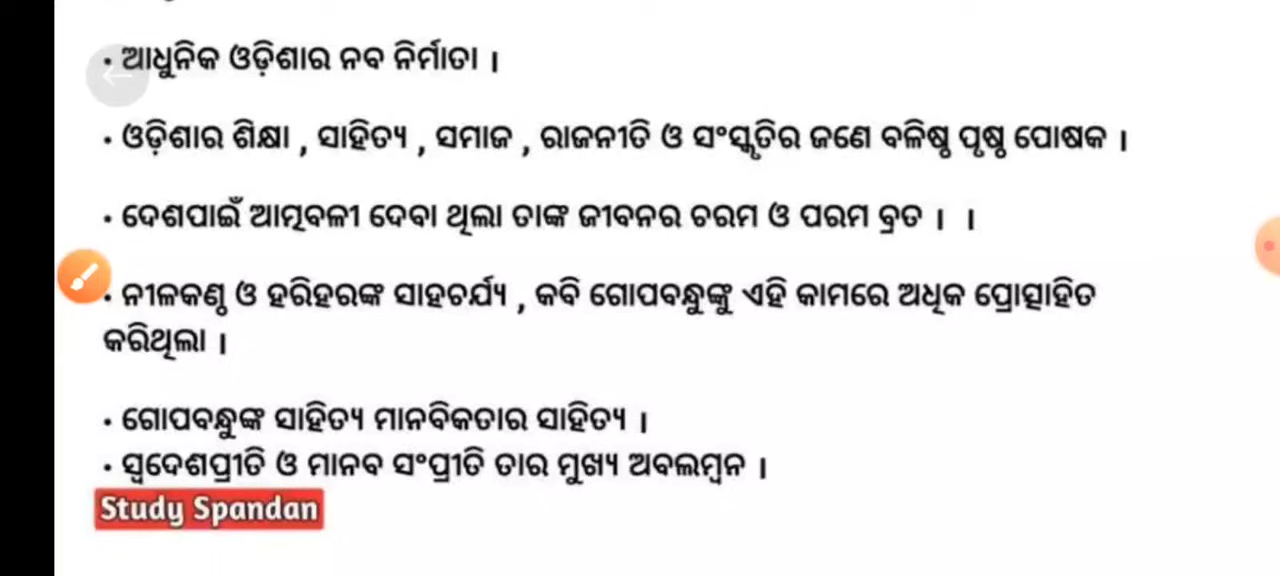 • ଆଧୁନିକ ଓଡ଼ିଶାର ନବ ନିର୍ମାତା ।
• ଓଡ଼ିଶାର ଶିକ୍ଷା , ସାହିତ୍ୟ , ସମାଜ , ରାଜନୀତି ଓ ସଂସ୍କୃତିର ଜଣେ ବଳିଷ୍ଠ ପୃଷ୍ଠ ପୋଷକ ।
• ଦେଶପାଇଁ ଆତ୍ମବଳୀ ଦେବା ଥିଲା ତାଙ୍କ ଜୀବନର ଚରମ ଓ ପରମ ବ୍ରତ । ।
• ନୀଳକଣ୍ଠ ଓ ହରିହରଙ୍କ ସାହଚର୍ଯ୍ୟ , କବି ଗୋପବନ୍ଧୁଙ୍କୁ ଏହି କାମରେ ଅଧିକ ପ୍ରୋତ୍ସାହିତ
କରିଥିଲା ।
• ଗୋପବନ୍ଧୁଙ୍କ ସାହିତ୍ୟ ମାନବିକତାର ସାହିତ୍ୟ ।
• ସ୍ୱଦେଶପ୍ରୀତି ଓ ମାନବ ସଂପ୍ରୀତି ତାର ମୁଖ୍ୟ ଅବଲମ୍ବନ ।
Study Spandan